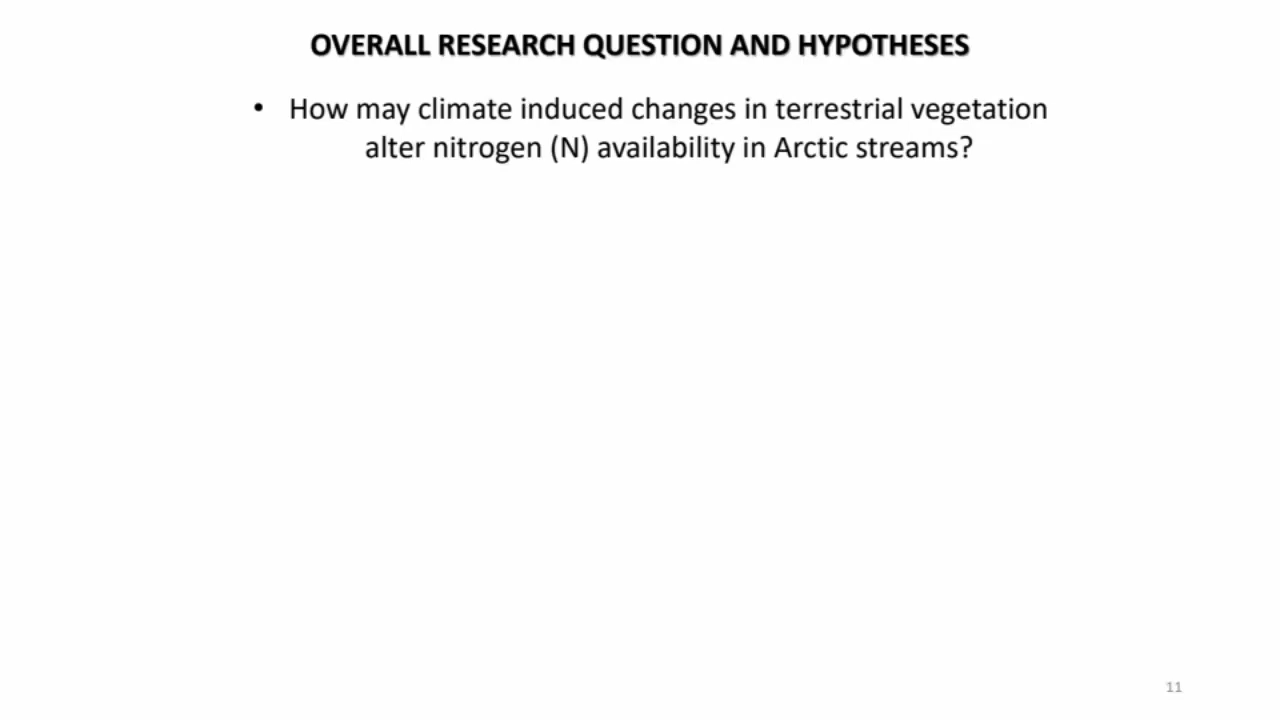 OVERALL RESEARCH QUESTION AND HYPOTHESES
• How may climate induced changes in terrestrial vegetation
alter nitrogen (N) availability in Arctic streams?
11